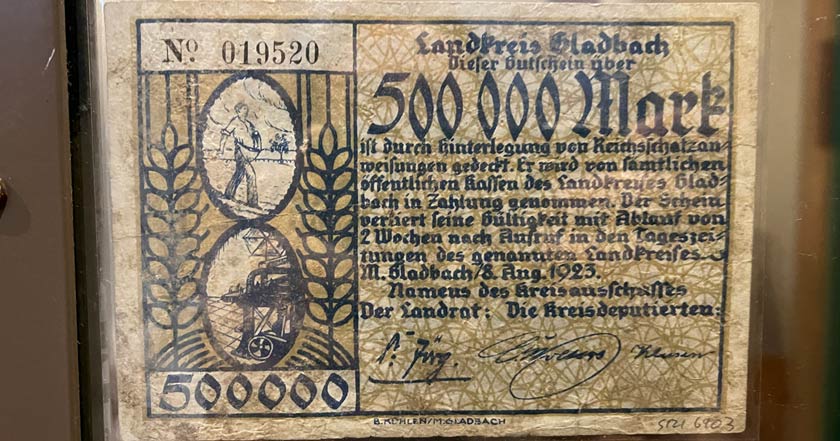 Nº 019520
Landkreis Gladbach
Dieser Gutschein über
500 000 Mark
ist durch Hinterlegung von Reichsschatzan-
weisungen gedeckt. Er wird von sämtlichen
öffentlichen Kassen des Landkreises Glad-
bach in Zahlung genommen. Der Schein
verliert seine Gültigkeit mit Ablauf von
2 Wochen nach Aufruf in den Tageszei-
tungen des genannten Landkreises
M. Gladbach/8. Aug. 1923.
Namens des Kreisausschusses
Der Landrat: Die Kreisdeputierten:
500000
B. KÜHLEN/M. GLADBACH